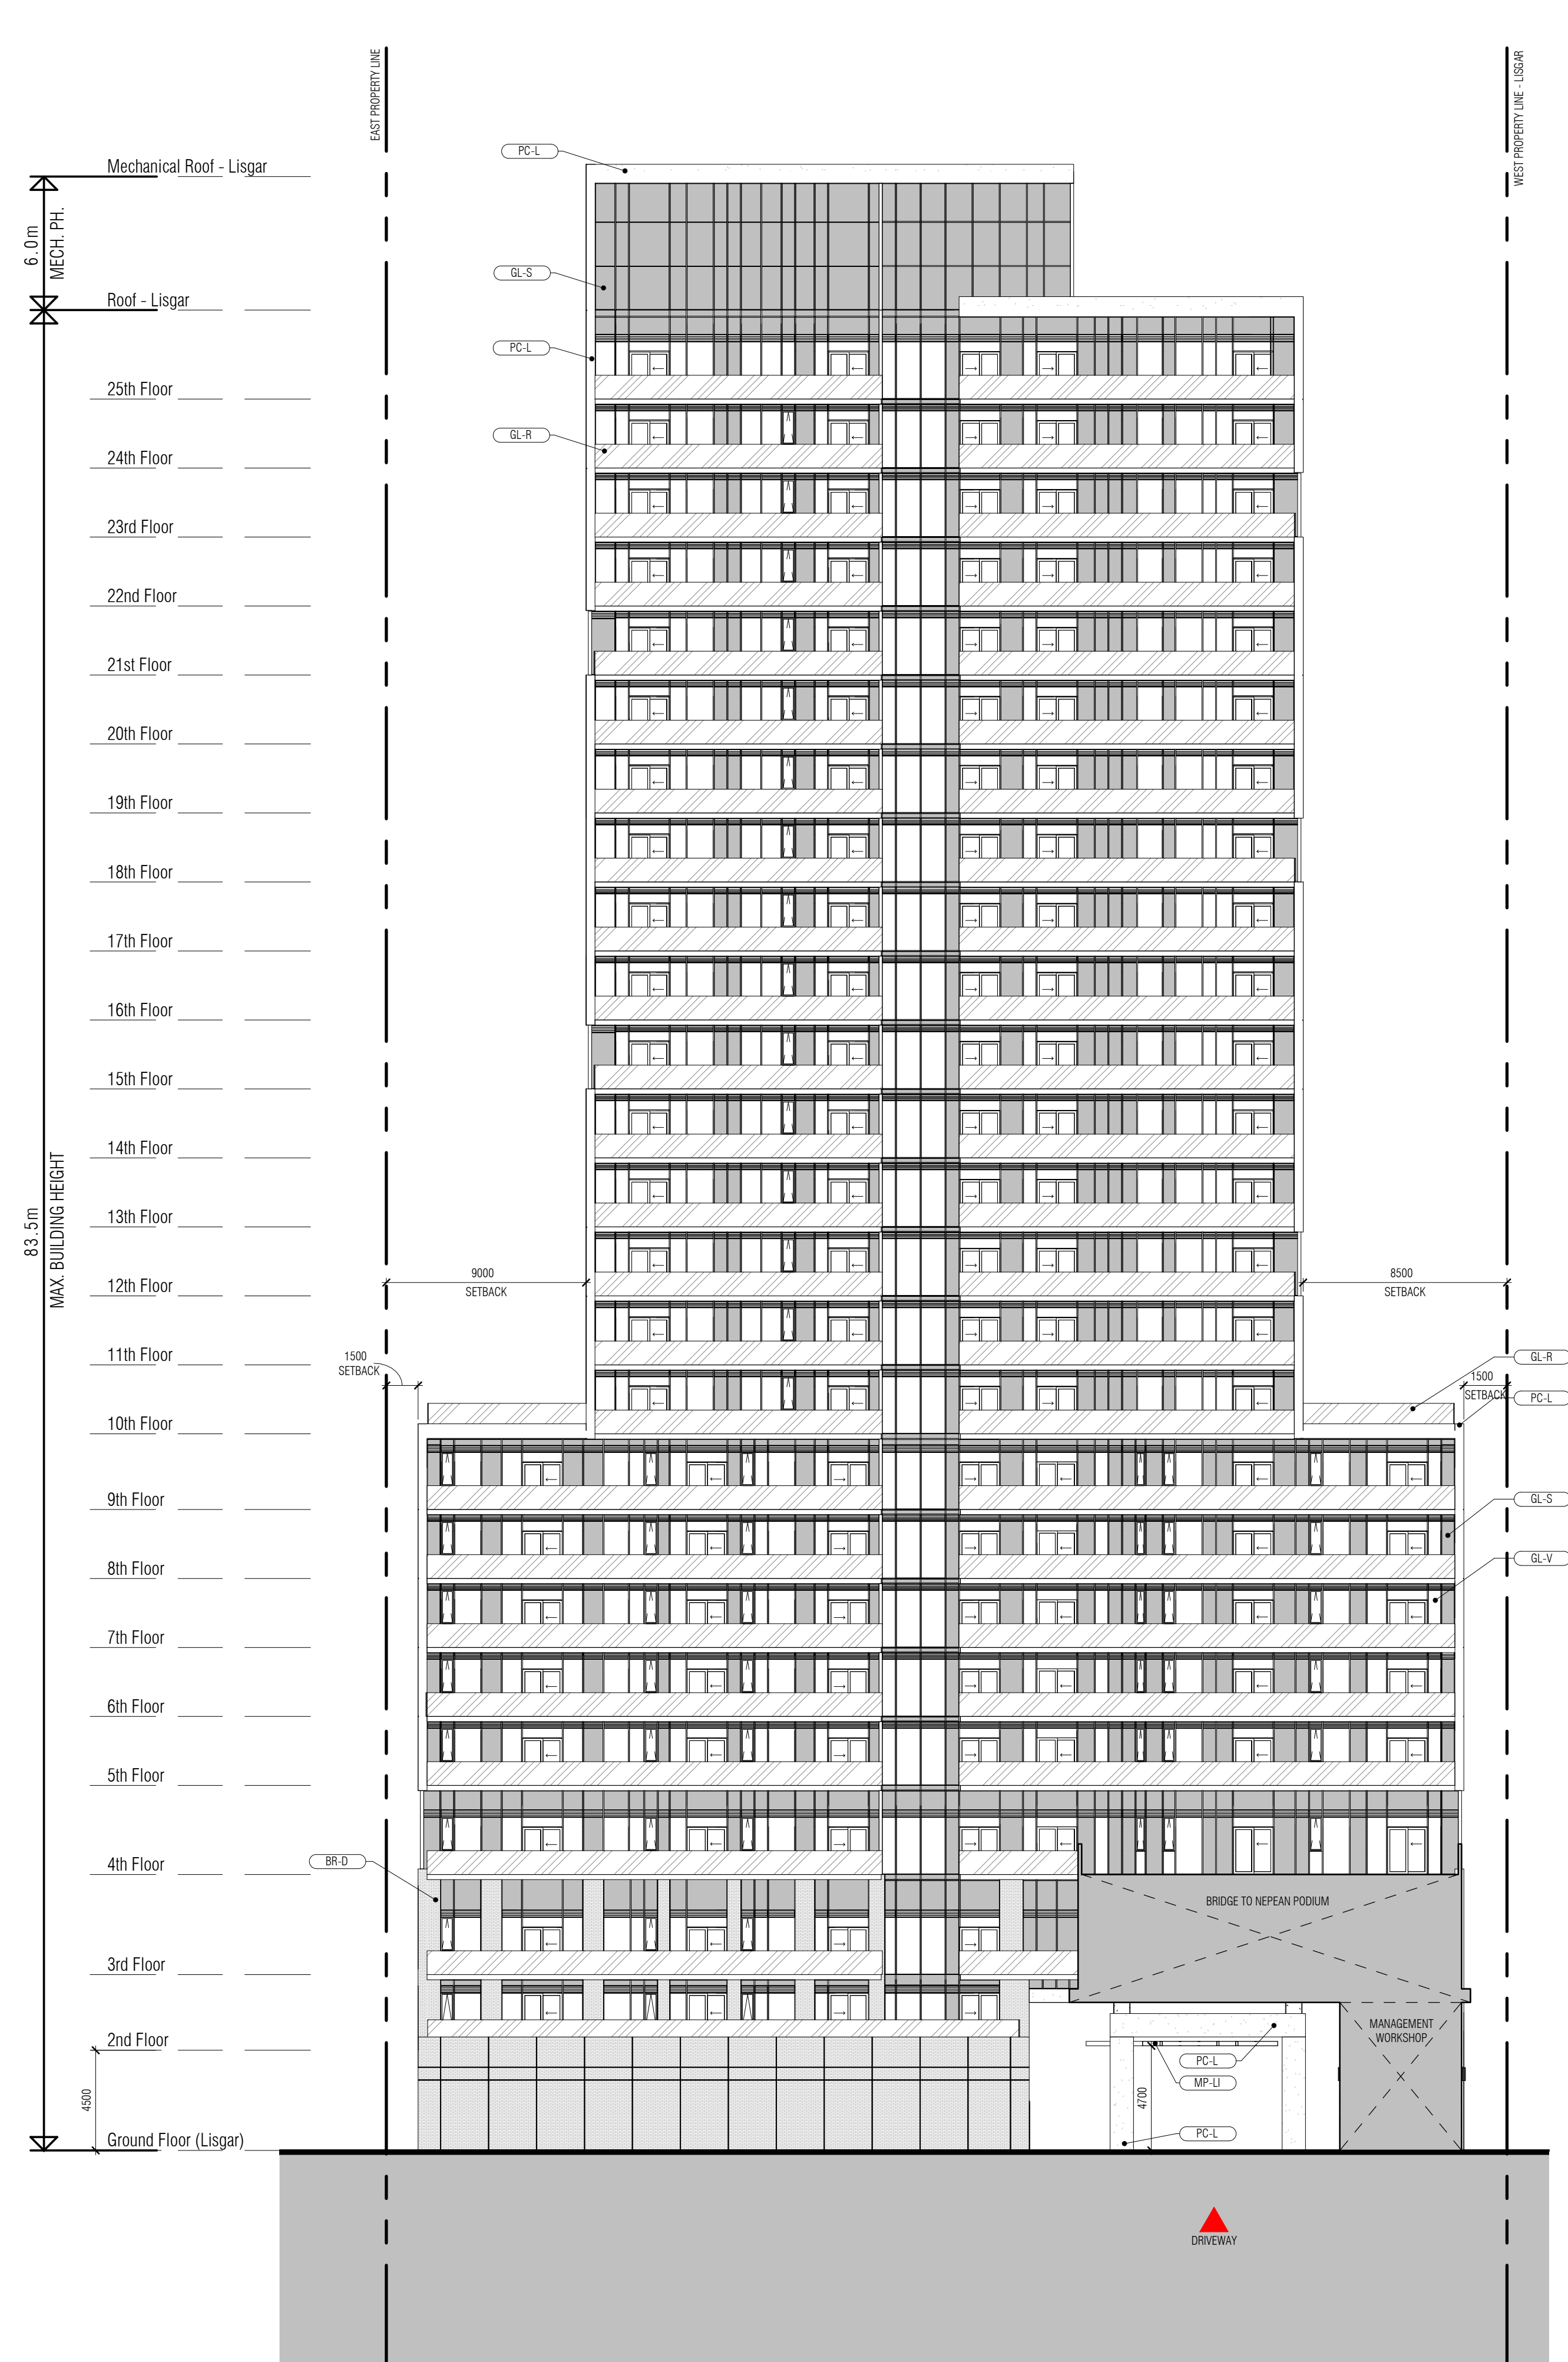 EAST PROPERTY LINE
WEST PROPERTY LINE - LISGAR
PC-L
Mechanical Roof - Lisgar
6.0m
MECH. PH.
GL-S
Roof - Lisgar
PC-L
25th Floor
GL-R
24th Floor
23rd Floor
22nd Floor
21st Floor
20th Floor
19th Floor
18th Floor
17th Floor
16th Floor
15th Floor
14th Floor
13th Floor
83.5m
MAX. BUILDING HEIGHT
9000
SETBACK
8500
SETBACK
12th Floor
11th Floor
1500
SETBACK
GL-R
1500
SETBACK
PC-L
10th Floor
9th Floor
GL-S
8th Floor
GL-V
7th Floor
6th Floor
5th Floor
4th Floor
BR-D
BRIDGE TO NEPEAN PODIUM
3rd Floor
2nd Floor
MANAGEMENT
WORKSHOP
PC-L
MP-LI
4500
4700
PC-L
Ground Floor (Lisgar)
DRIVEWAY